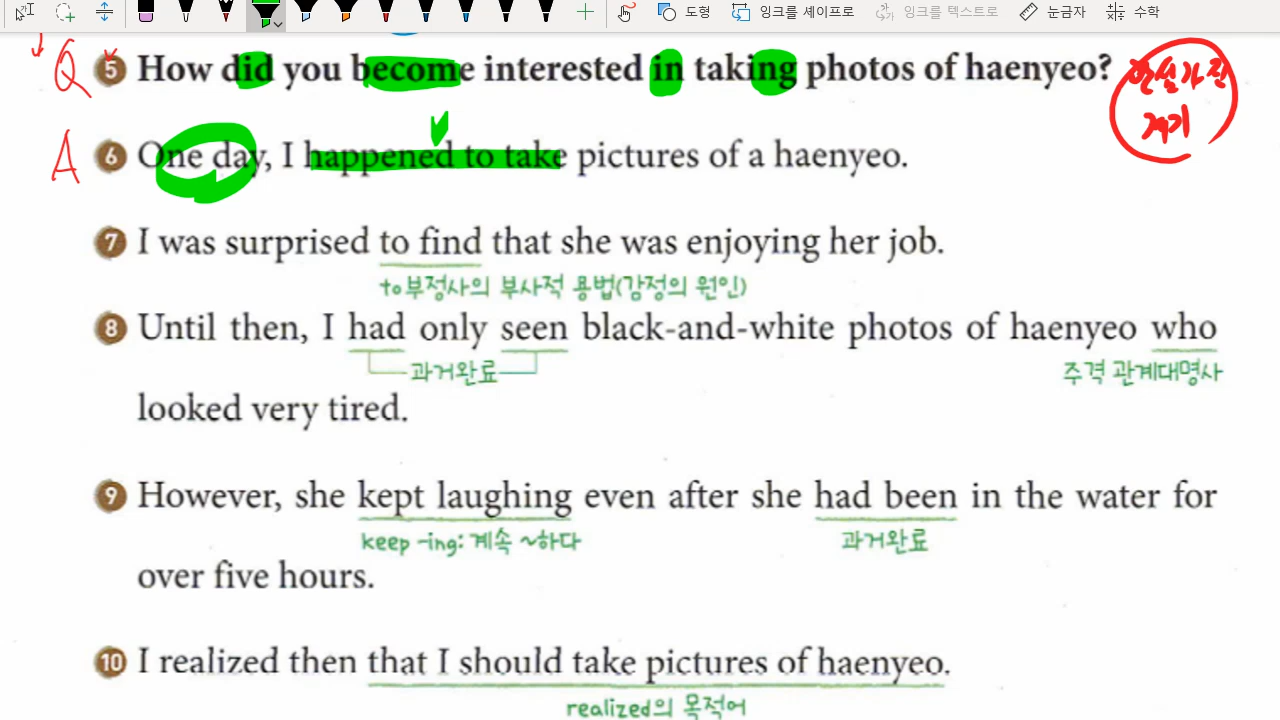 도형 잉크를 셰이프로 잉크를 텍스트로 눈금자 수학
Q 5 How did you become interested in taking photos of haenyeo?
A 6 One day, I happened to take pictures of a haenyeo.
7 I was surprised to find that she was enjoying her job.
to부정사의 부사적 용법(감정의 원인)
8 Until then, I had only seen black-and-white photos of haenyeo who
과거완료 주격 관계대명사
looked very tired.
9 However, she kept laughing even after she had been in the water for
keep -ing: 계속 ~하다 과거완료
over five hours.
10 I realized then that I should take pictures of haenyeo.
realized의 목적어